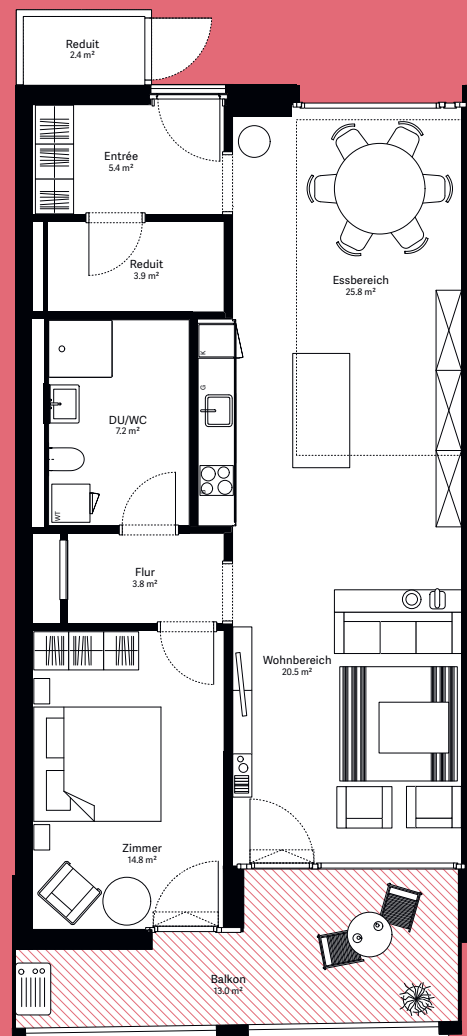 Reduit
2.4 m²
Entrée
5.4 m²
Reduit
3.9 m²
Essbereich
25.8 m²
K
G
DU/WC
7.2 m²
WT
Flur
3.8 m²
Wohnbereich
20.5 m²
Zimmer
14.8 m²
Balkon
13.0 m²